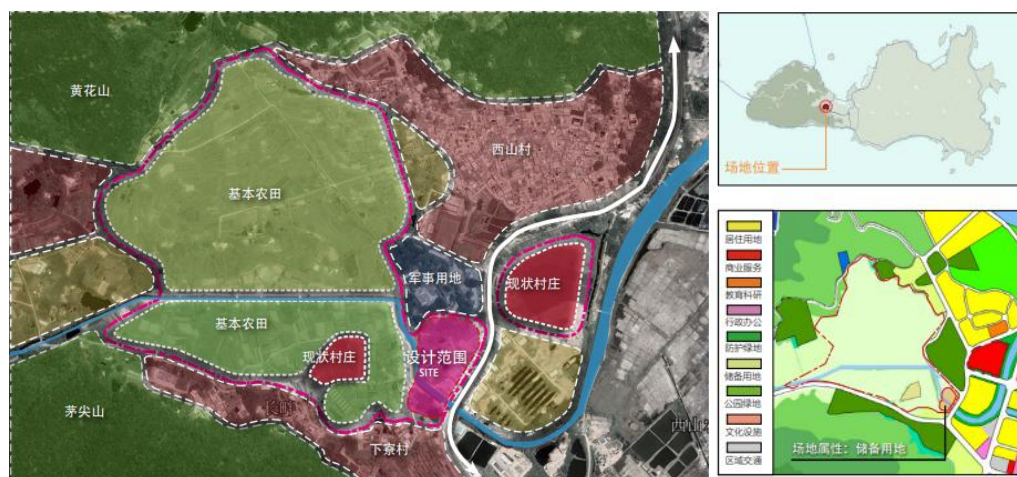 黄花山
西山村
基本农田
军事用地
现状村庄
基本农田
设计范围
SITE
现状村庄
茅尖山
下寮村
场地位置
居住用地
商业服务
教育科研
行政办公
防护绿地
储备用地
公园绿地
文化设施
区域交通
场地属性：储备用地